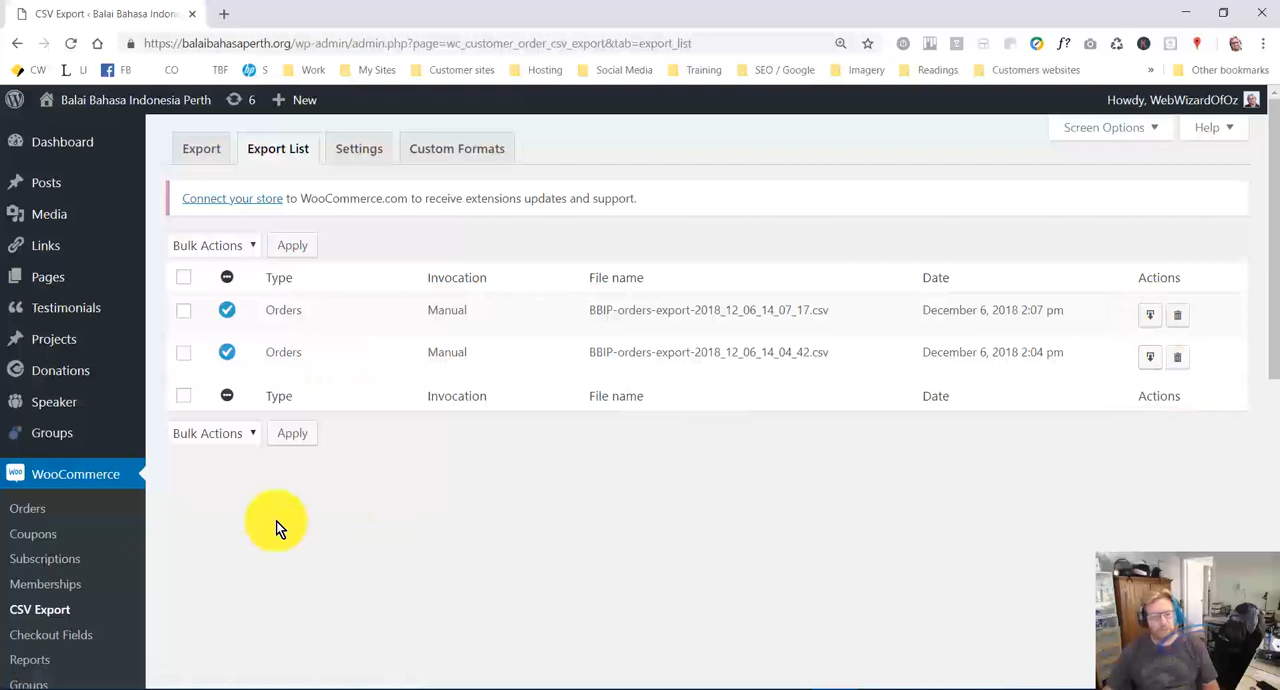 CSV Export ‹ Balai Bahasa Indone
https://balaibahasaperth.org/wp-admin/admin.php?page=wc_customer_order_csv_export&tab=export_list
CW LI FB CO TBF S Work My Sites Customer sites Hosting Social Media Training SEO / Google Imagery Readings Customers websites » Other bookmarks
Balai Bahasa Indonesia Perth 6 New Howdy, WebWizardOfOz
Screen Options Help
Export Export List Settings Custom Formats
Connect your store to WooCommerce.com to receive extensions updates and support.
Bulk Actions Apply
Type Invocation File name Date Actions
Orders Manual BBIP-orders-export-2018_12_06_14_07_17.csv December 6, 2018 2:07 pm
Orders Manual BBIP-orders-export-2018_12_06_14_04_42.csv December 6, 2018 2:04 pm
Type Invocation File name Date Actions
Bulk Actions Apply
Dashboard
Posts
Media
Links
Pages
Testimonials
Projects
Donations
Speaker
Groups
WooCommerce
Orders
Coupons
Subscriptions
Memberships
CSV Export
Checkout Fields
Reports
Groups